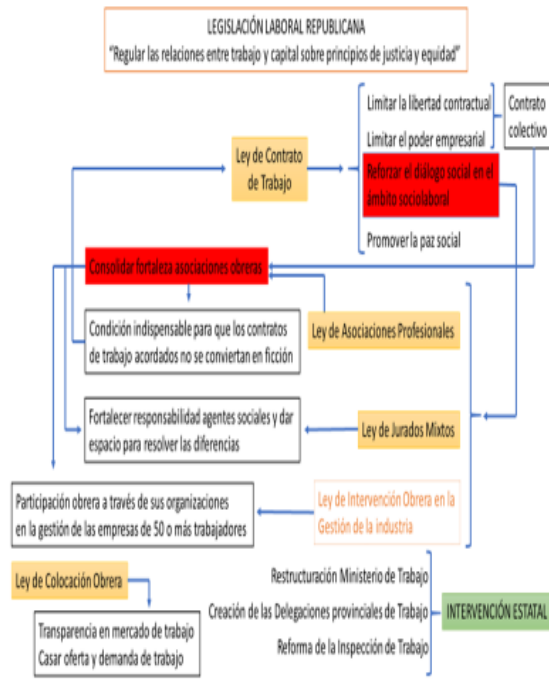 LEGISLACIÓN LABORAL REPUBLICANA
“Regular las relaciones entre trabajo y capital sobre principios de justicia y equidad”
Limitar la libertad contractual
Limitar el poder empresarial
Contrato
colectivo
Ley de Contrato
de Trabajo
Reforzar el diálogo social en el
ámbito sociolaboral
Promover la paz social
Consolidar fortaleza asociaciones obreras
Condición indispensable para que los contratos
de trabajo acordados no se conviertan en ficción
Ley de Asociaciones Profesionales
Fortalecer responsabilidad agentes sociales y dar
espacio para resolver las diferencias
Ley de Jurados Mixtos
Participación obrera a través de sus organizaciones
en la gestión de las empresas de 50 o más trabajadores
Ley de Intervención Obrera en la
Gestión de la industria
Ley de Colocación Obrera
Transparencia en mercado de trabajo
Casar oferta y demanda de trabajo
Restructuración Ministerio de Trabajo
Creación de las Delegaciones provinciales de Trabajo
Reforma de la Inspección de Trabajo
INTERVENCIÓN ESTATAL